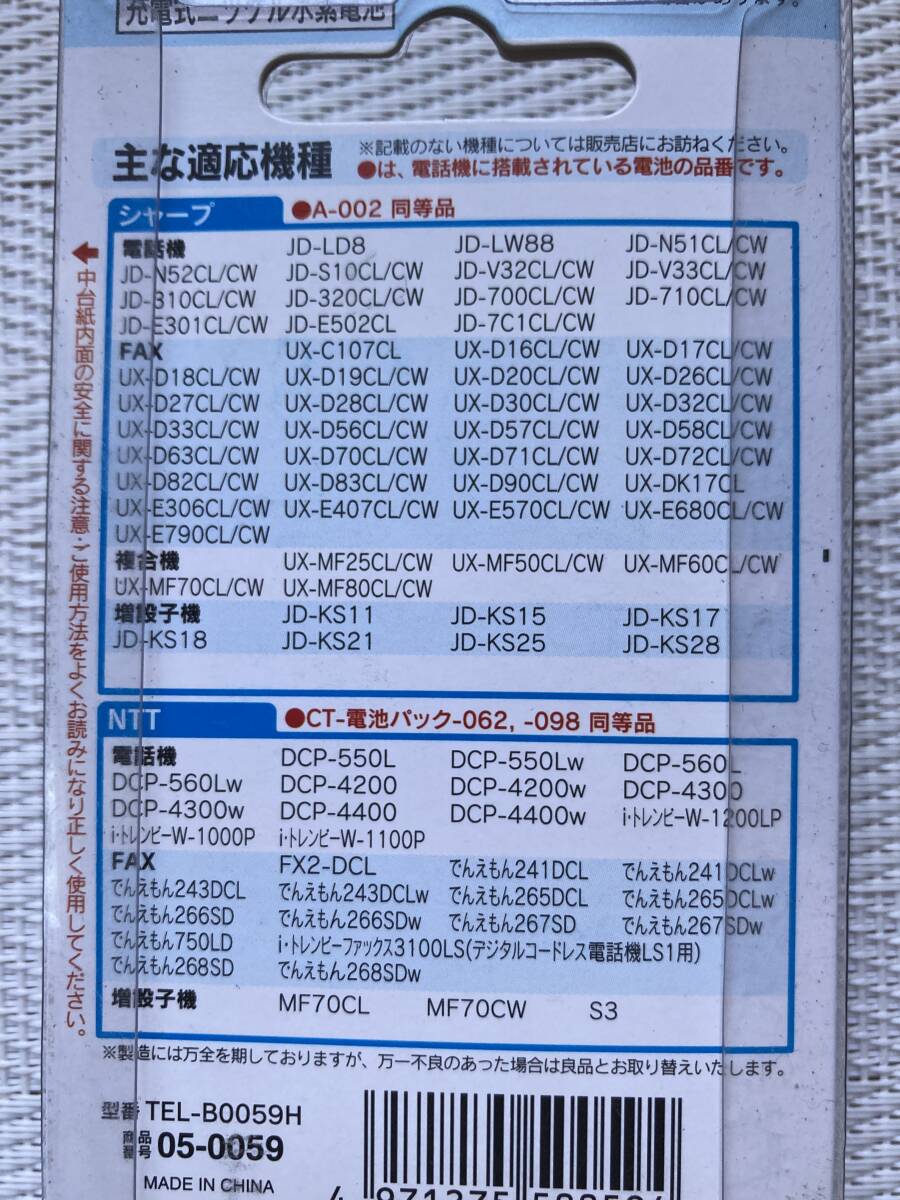 充電式ニッケル水素電池
主な適応機種
※記載のない機種については販売店にお訪ねください。
●は、電話機に搭載されている電池の品番です。
シャープ ●A-002 同等品
電話機 JD-LD8 JD-LW88 JD-N51CL/CW
JD-N52CL/CW JD-S10CL/CW JD-V32CL/CW JD-V33CL/CW
JD-310CL/CW JD-320CL/CW JD-700CL/CW JD-710CL/CW
JD-E301CL/CW JD-E502CL JD-7C1CL/CW
FAX UX-C107CL UX-D16CL/CW UX-D17CL/CW
UX-D18CL/CW UX-D19CL/CW UX-D20CL/CW UX-D26CL/CW
UX-D27CL/CW UX-D28CL/CW UX-D30CL/CW UX-D32CL/CW
UX-D33CL/CW UX-D56CL/CW UX-D57CL/CW UX-D58CL/CW
UX-D63CL/CW UX-D70CL/CW UX-D71CL/CW UX-D72CL/CW
UX-D82CL/CW UX-D83CL/CW UX-D90CL/CW UX-DK17CL
UX-E306CL/CW UX-E407CL/CW UX-E570CL/CW UX-E680CL/CW
UX-E790CL/CW
複合機 UX-MF25CL/CW UX-MF50CL/CW UX-MF60CL/CW
UX-MF70CL/CW UX-MF80CL/CW
増設子機 JD-KS11 JD-KS15 JD-KS17
JD-KS18 JD-KS21 JD-KS25 JD-KS28
NTT ●CT-電池パック-062, -098 同等品
電話機 DCP-550L DCP-550Lw DCP-560L
DCP-560Lw DCP-4200 DCP-4200w DCP-4300
DCP-4300w DCP-4400 DCP-4400w i・トレンビーW-1200LP
i・トレンビーW-1000P i・トレンビーW-1100P
FAX FX2-DCL でんえもん241DCL でんえもん241DCLw
でんえもん243DCL でんえもん243DCLw でんえもん265DCL でんえもん265DCLw
でんえもん266SD でんえもん266SDw でんえもん267SD でんえもん267SDw
でんえもん750LD i・トレンビーファックス3100LS(デジタルコードレス電話機LS1用)
でんえもん268SD でんえもん268SDw
増設子機 MF70CL MF70CW S3
※製造には万全を期しておりますが、万一不良のあった場合は良品とお取り替えいたします。
←中台紙内面の安全に関する注意・ご使用方法をよくお読みになり正しく使用してください。
型番 TEL-B0059H
商品番号 05-0059
MADE IN CHINA